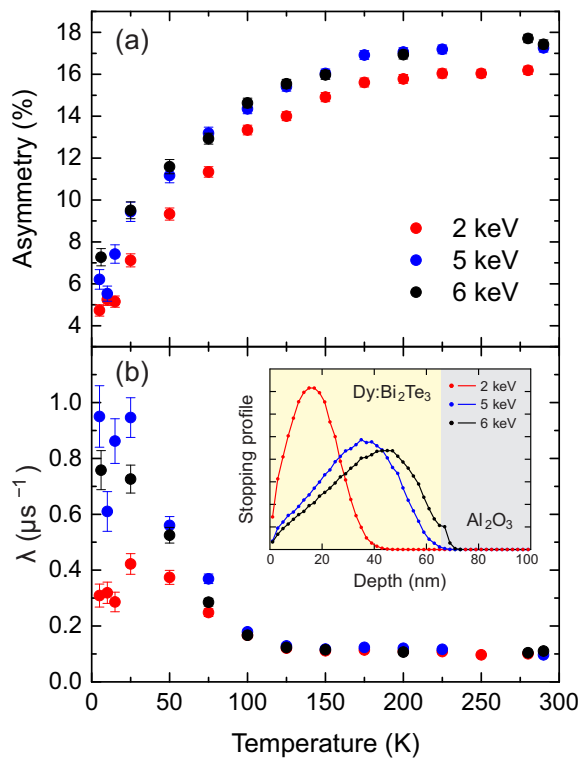 (a)
18
16
14
12
10
8
6
4
Asymmetry (%)
2 keV
5 keV
6 keV
(b)
1.0
0.8
0.6
0.4
0.2
0.0
λ (μs⁻¹)
Stopping profile
Dy:Bi₂Te₃
2 keV
5 keV
6 keV
Al₂O₃
0 20 40 60 80 100
Depth (nm)
0 50 100 150 200 250 300
Temperature (K)